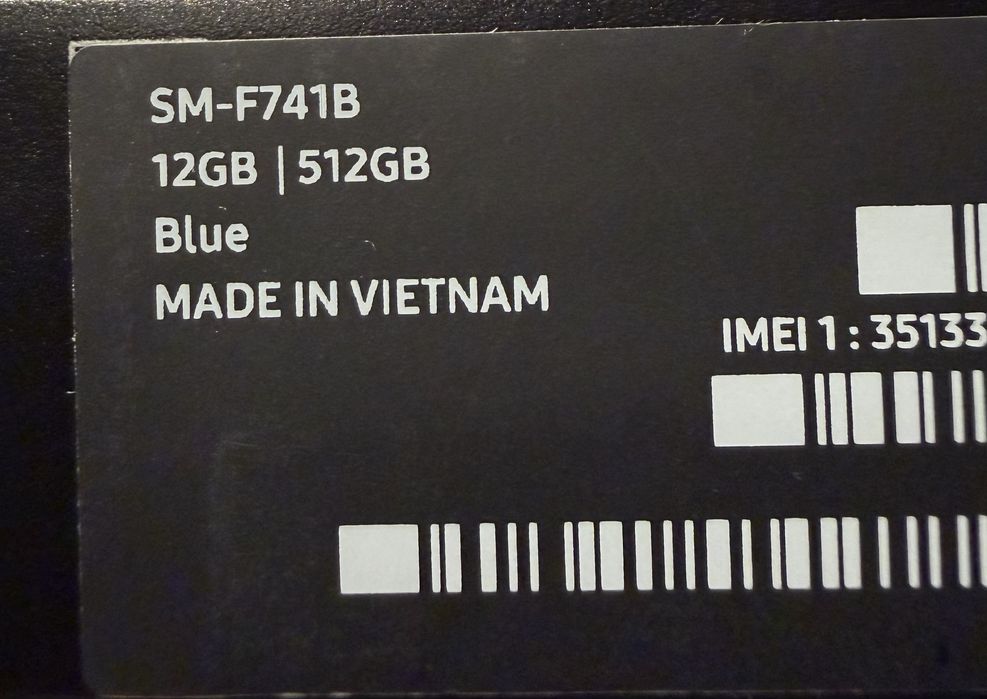 SM-F741B
12GB | 512GB
Blue
MADE IN VIETNAM
IMEI 1 : 35133